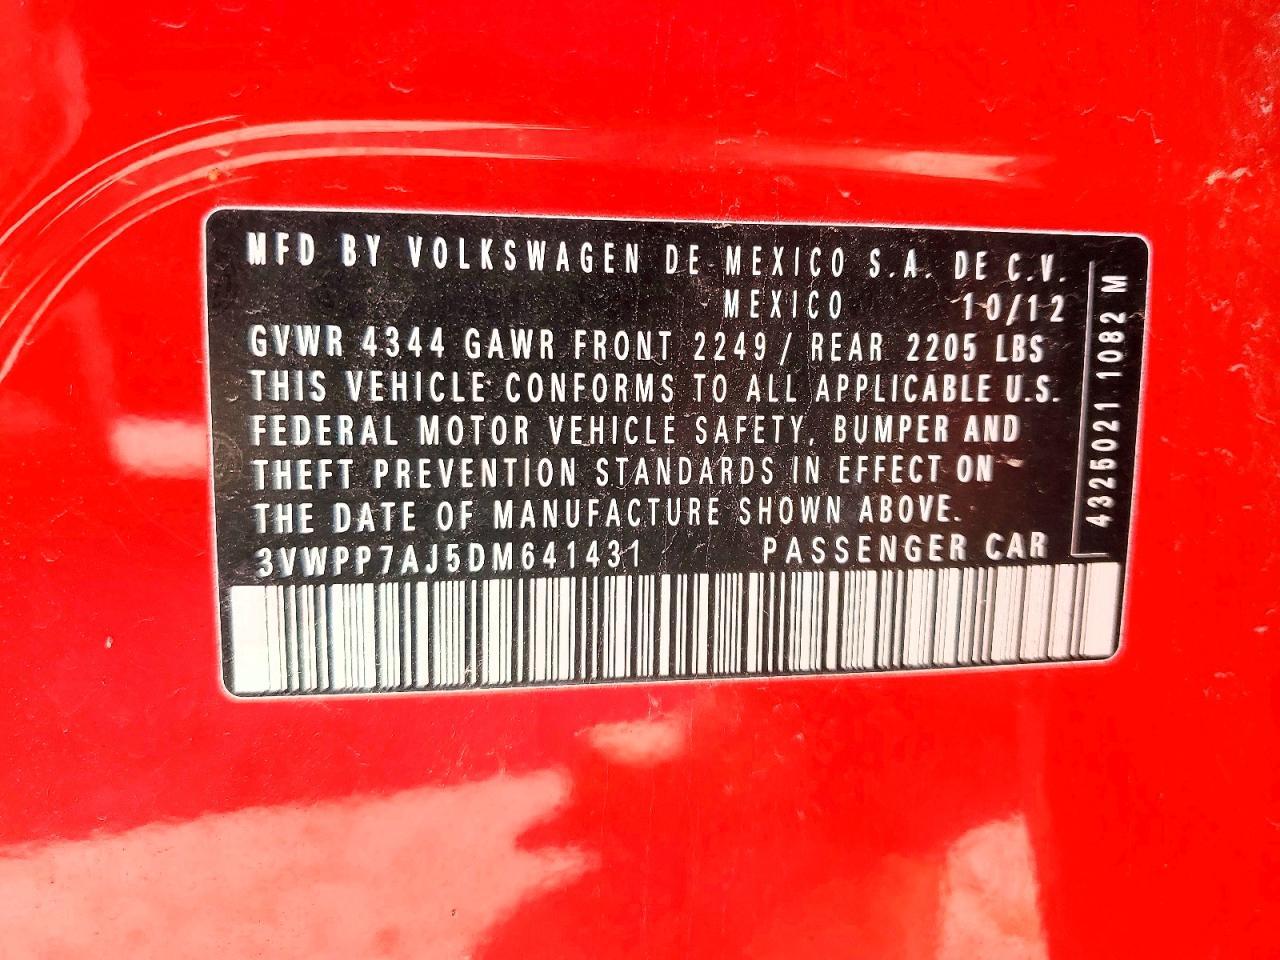 MFD BY VOLKSWAGEN DE MEXICO S.A. DE C.V.
MEXICO 10/12
GVWR 4344 GAWR FRONT 2249/ REAR 2205 LBS
THIS VEHICLE CONFORMS TO ALL APPLICABLE U.S.
FEDERAL MOTOR VEHICLE SAFETY, BUMPER AND
THEFT PREVENTION STANDARDS IN EFFECT ON
THE DATE OF MANUFACTURE SHOWN ABOVE.
3VWPP7AJ5DM641431 PASSENGER CAR
4325021 1082 M